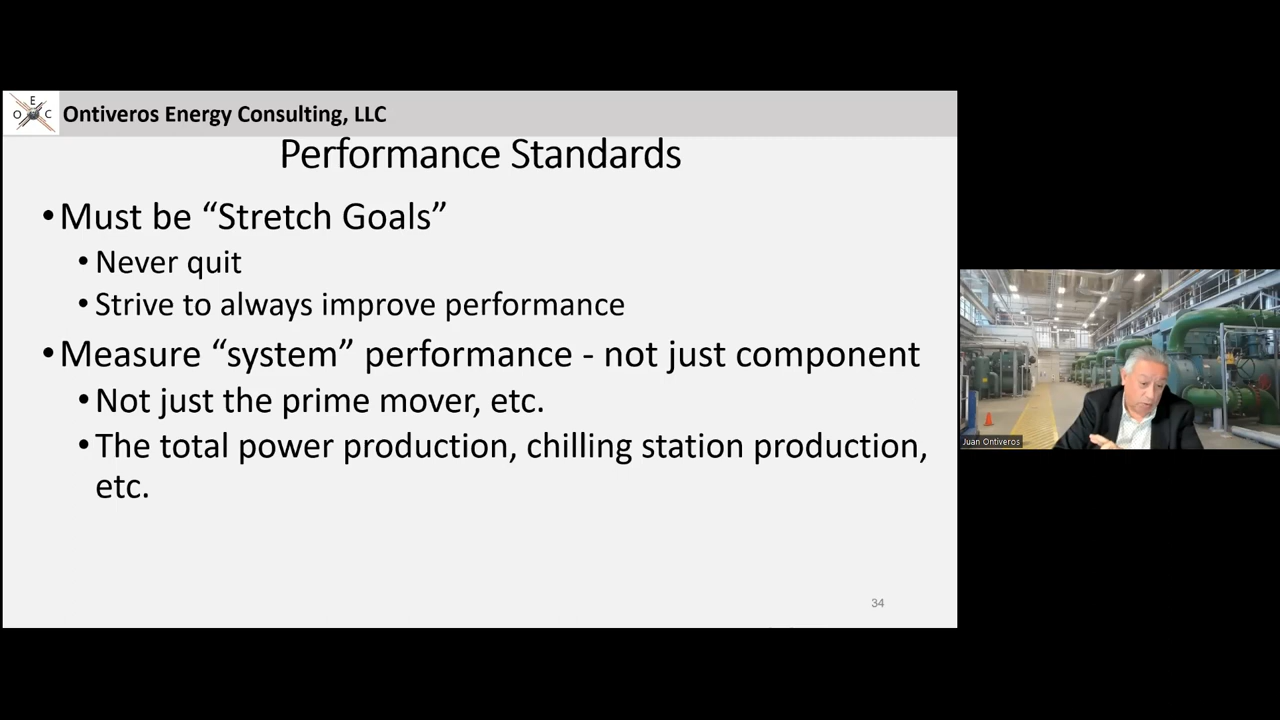 E
O C
Ontiveros Energy Consulting, LLC
Performance Standards
•Must be “Stretch Goals”
•Never quit
•Strive to always improve performance
•Measure “system” performance - not just component
•Not just the prime mover, etc.
•The total power production, chilling station production,
etc.
34
Juan Ontiveros